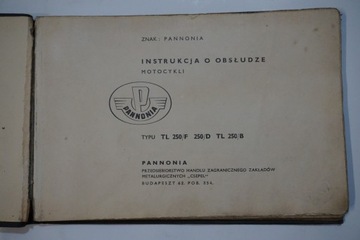 ZNAK: PANNONIA
INSTRUKCJA O OBSŁUDZE
MOTOCYKLI
P
PANNONIA
TYPU TL 250/F 250/D TL 250/B
PANNONIA
PRZEDSIĘBIORSTWO HANDLU ZAGRANICZNEGO ZAKŁADÓW
METALURGICZNYCH „CSEPEL”
BUDAPEST 62. POB. 354.